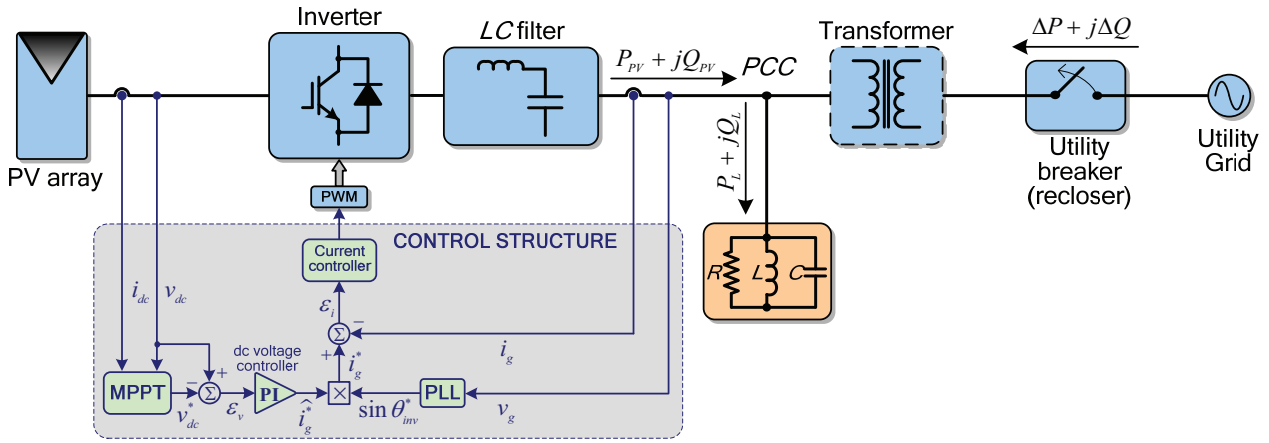 Inverter
LC filter
Transformer
ΔP + jΔQ
P_PV + jQ_PV
PCC
PV array
P_L + jQ_L
Utility
breaker
(recloser)
Utility
Grid
PWM
CONTROL STRUCTURE
Current
controller
R L C
i_dc v_dc
ε_i
Σ −
+
i_g
i_g^*
dc voltage
controller
MPPT
− + Σ
PI
×
PLL
v_dc^*
ε_v
î_g^*
sin θ_inv^*
v_g